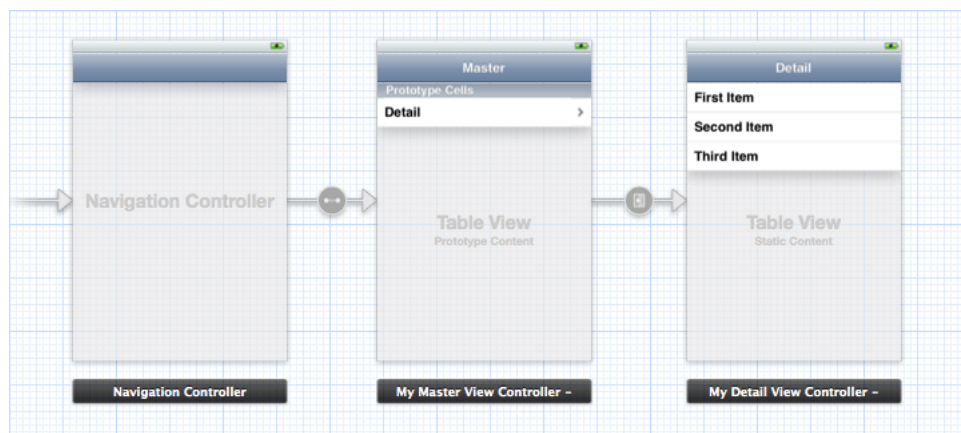 Navigation Controller
Navigation Controller
Master
Prototype Cells
Detail
Table View
Prototype Content
My Master View Controller –
Detail
First Item
Second Item
Third Item
Table View
Static Content
My Detail View Controller –